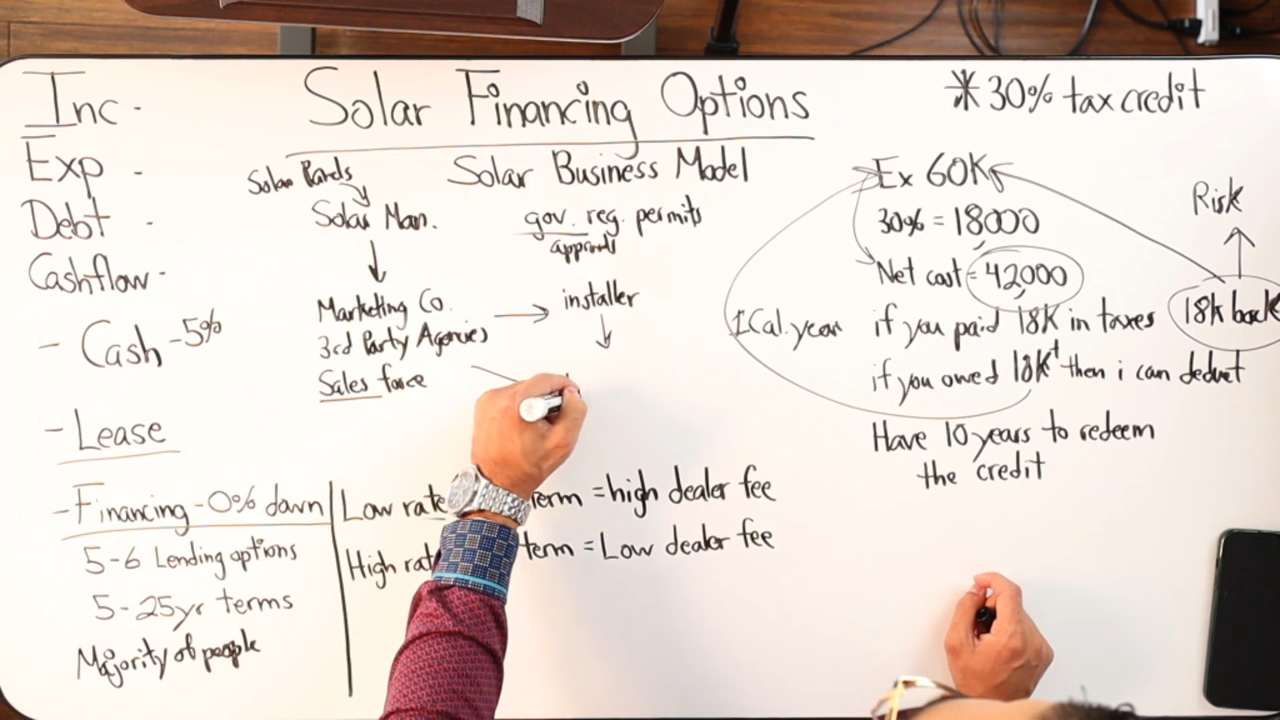 Solar Financing Options
Inc -
Exp -
Debt -
Cashflow -
- Cash -5%
- Lease
- Financing - 0% down
5-6 Lending options
5-25yr terms
Majority of people
Solar Business Model
Solar Panels
Solar Man.
Marketing Co.
3rd Party Agencies
Sales force
gov. reg. permits
approval
installer
Low rate term = high dealer fee
High term = Low dealer fee
* 30% tax credit
Ex 60K
30% = 18000
Net cost = 42,000
1 Cal. year
if you paid 18K in taxes
if you owed 18K+ then i can deduct
Have 10 years to redeem
the credit
Risk
18k back